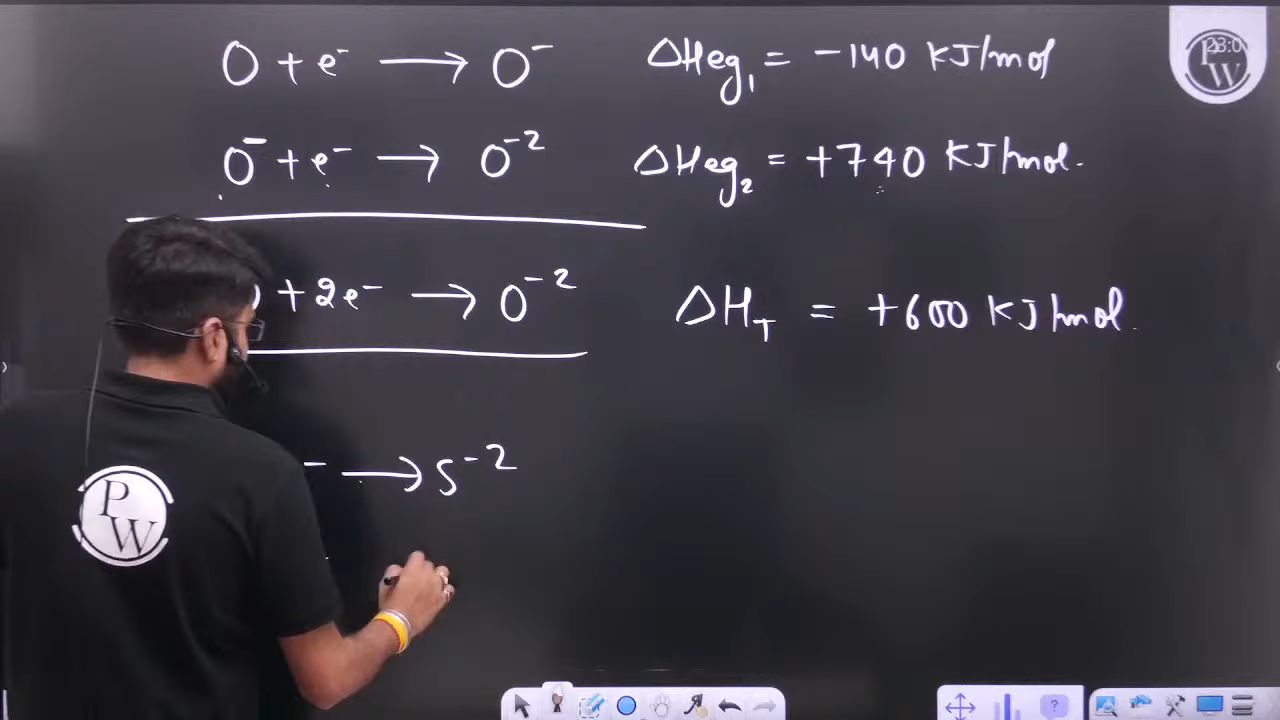 O + e⁻ ⟶ O⁻ ΔHeg₁ = -140 KJ/mol
O⁻ + e⁻ ⟶ O⁻² ΔHeg₂ = +740 KJ/mol.
+ 2e⁻ ⟶ O⁻² ΔH_T = +600 KJ/mol.
⁻ ⟶ S⁻²
PW
PW